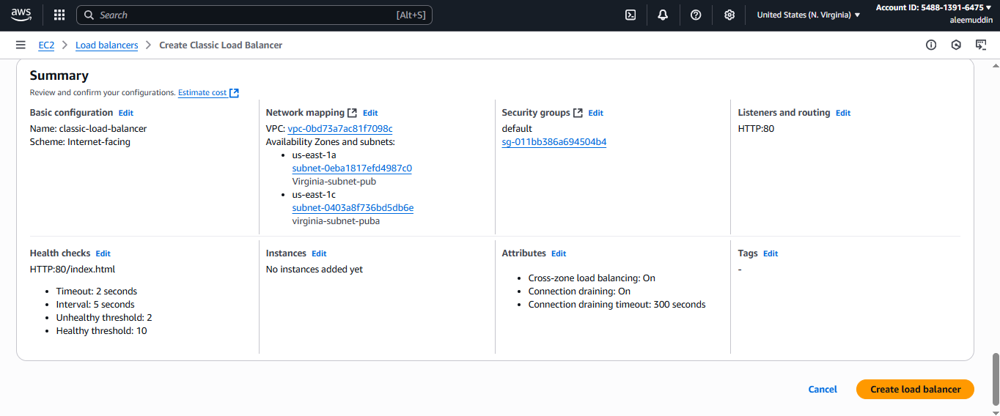 aws
Search [Alt+S]
United States (N. Virginia)
Account ID: 5488-1391-6475
aleemuddin
EC2 > Load balancers > Create Classic Load Balancer
Summary
Review and confirm your configurations. Estimate cost
Basic configuration Edit
Name: classic-load-balancer
Scheme: Internet-facing
Network mapping Edit
VPC: vpc-0bd73a7ac81f7098c
Availability Zones and subnets:
• us-east-1a
subnet-0eba1817efd4987c0
Virginia-subnet-pub
• us-east-1c
subnet-0403a8f736bd5db6e
virginia-subnet-puba
Security groups Edit
default
sg-011bb386a694504b4
Listeners and routing Edit
HTTP:80
Health checks Edit
HTTP:80/index.html
• Timeout: 2 seconds
• Interval: 5 seconds
• Unhealthy threshold: 2
• Healthy threshold: 10
Instances Edit
No instances added yet
Attributes Edit
• Cross-zone load balancing: On
• Connection draining: On
• Connection draining timeout: 300 seconds
Tags Edit
-
Cancel
Create load balancer